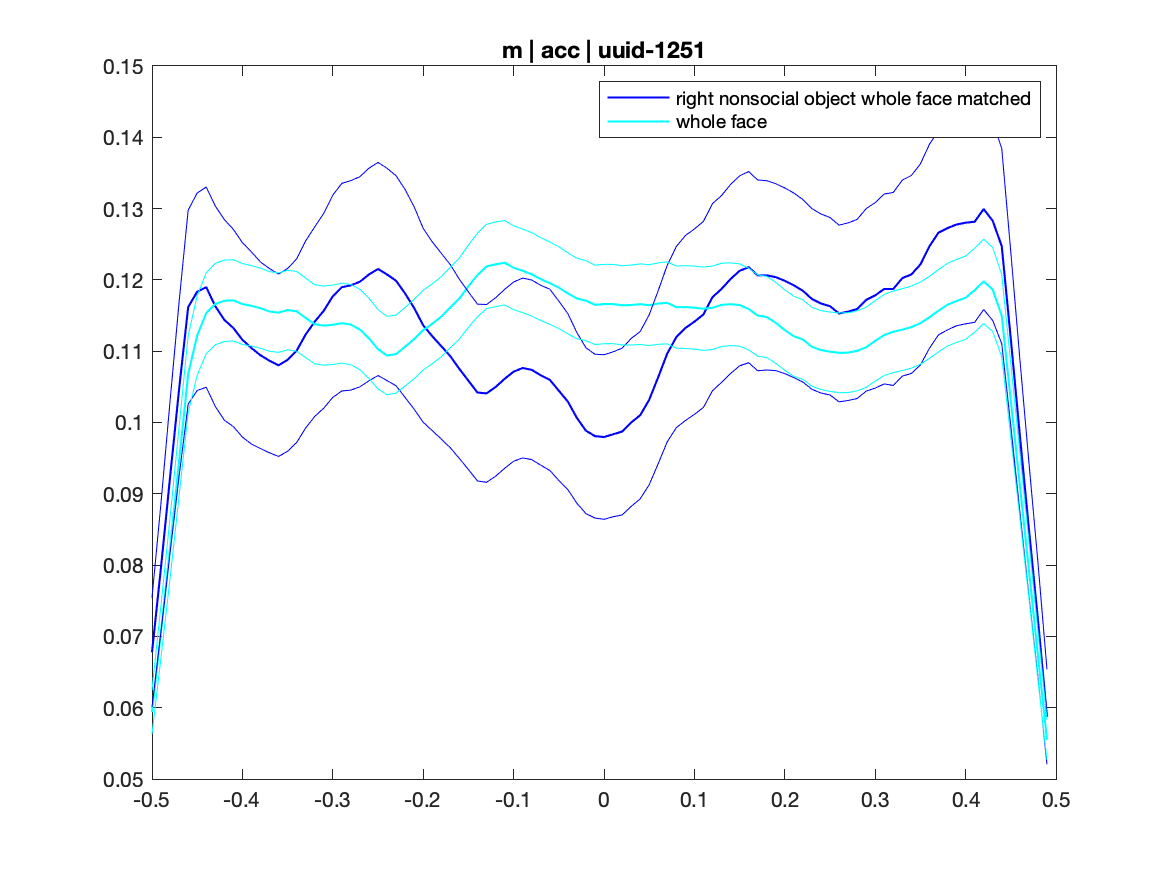 m | acc | uuid-1251
right nonsocial object whole face matched
whole face
0.15
0.14
0.13
0.12
0.11
0.1
0.09
0.08
0.07
0.06
0.05
-0.5 -0.4 -0.3 -0.2 -0.1 0 0.1 0.2 0.3 0.4 0.5